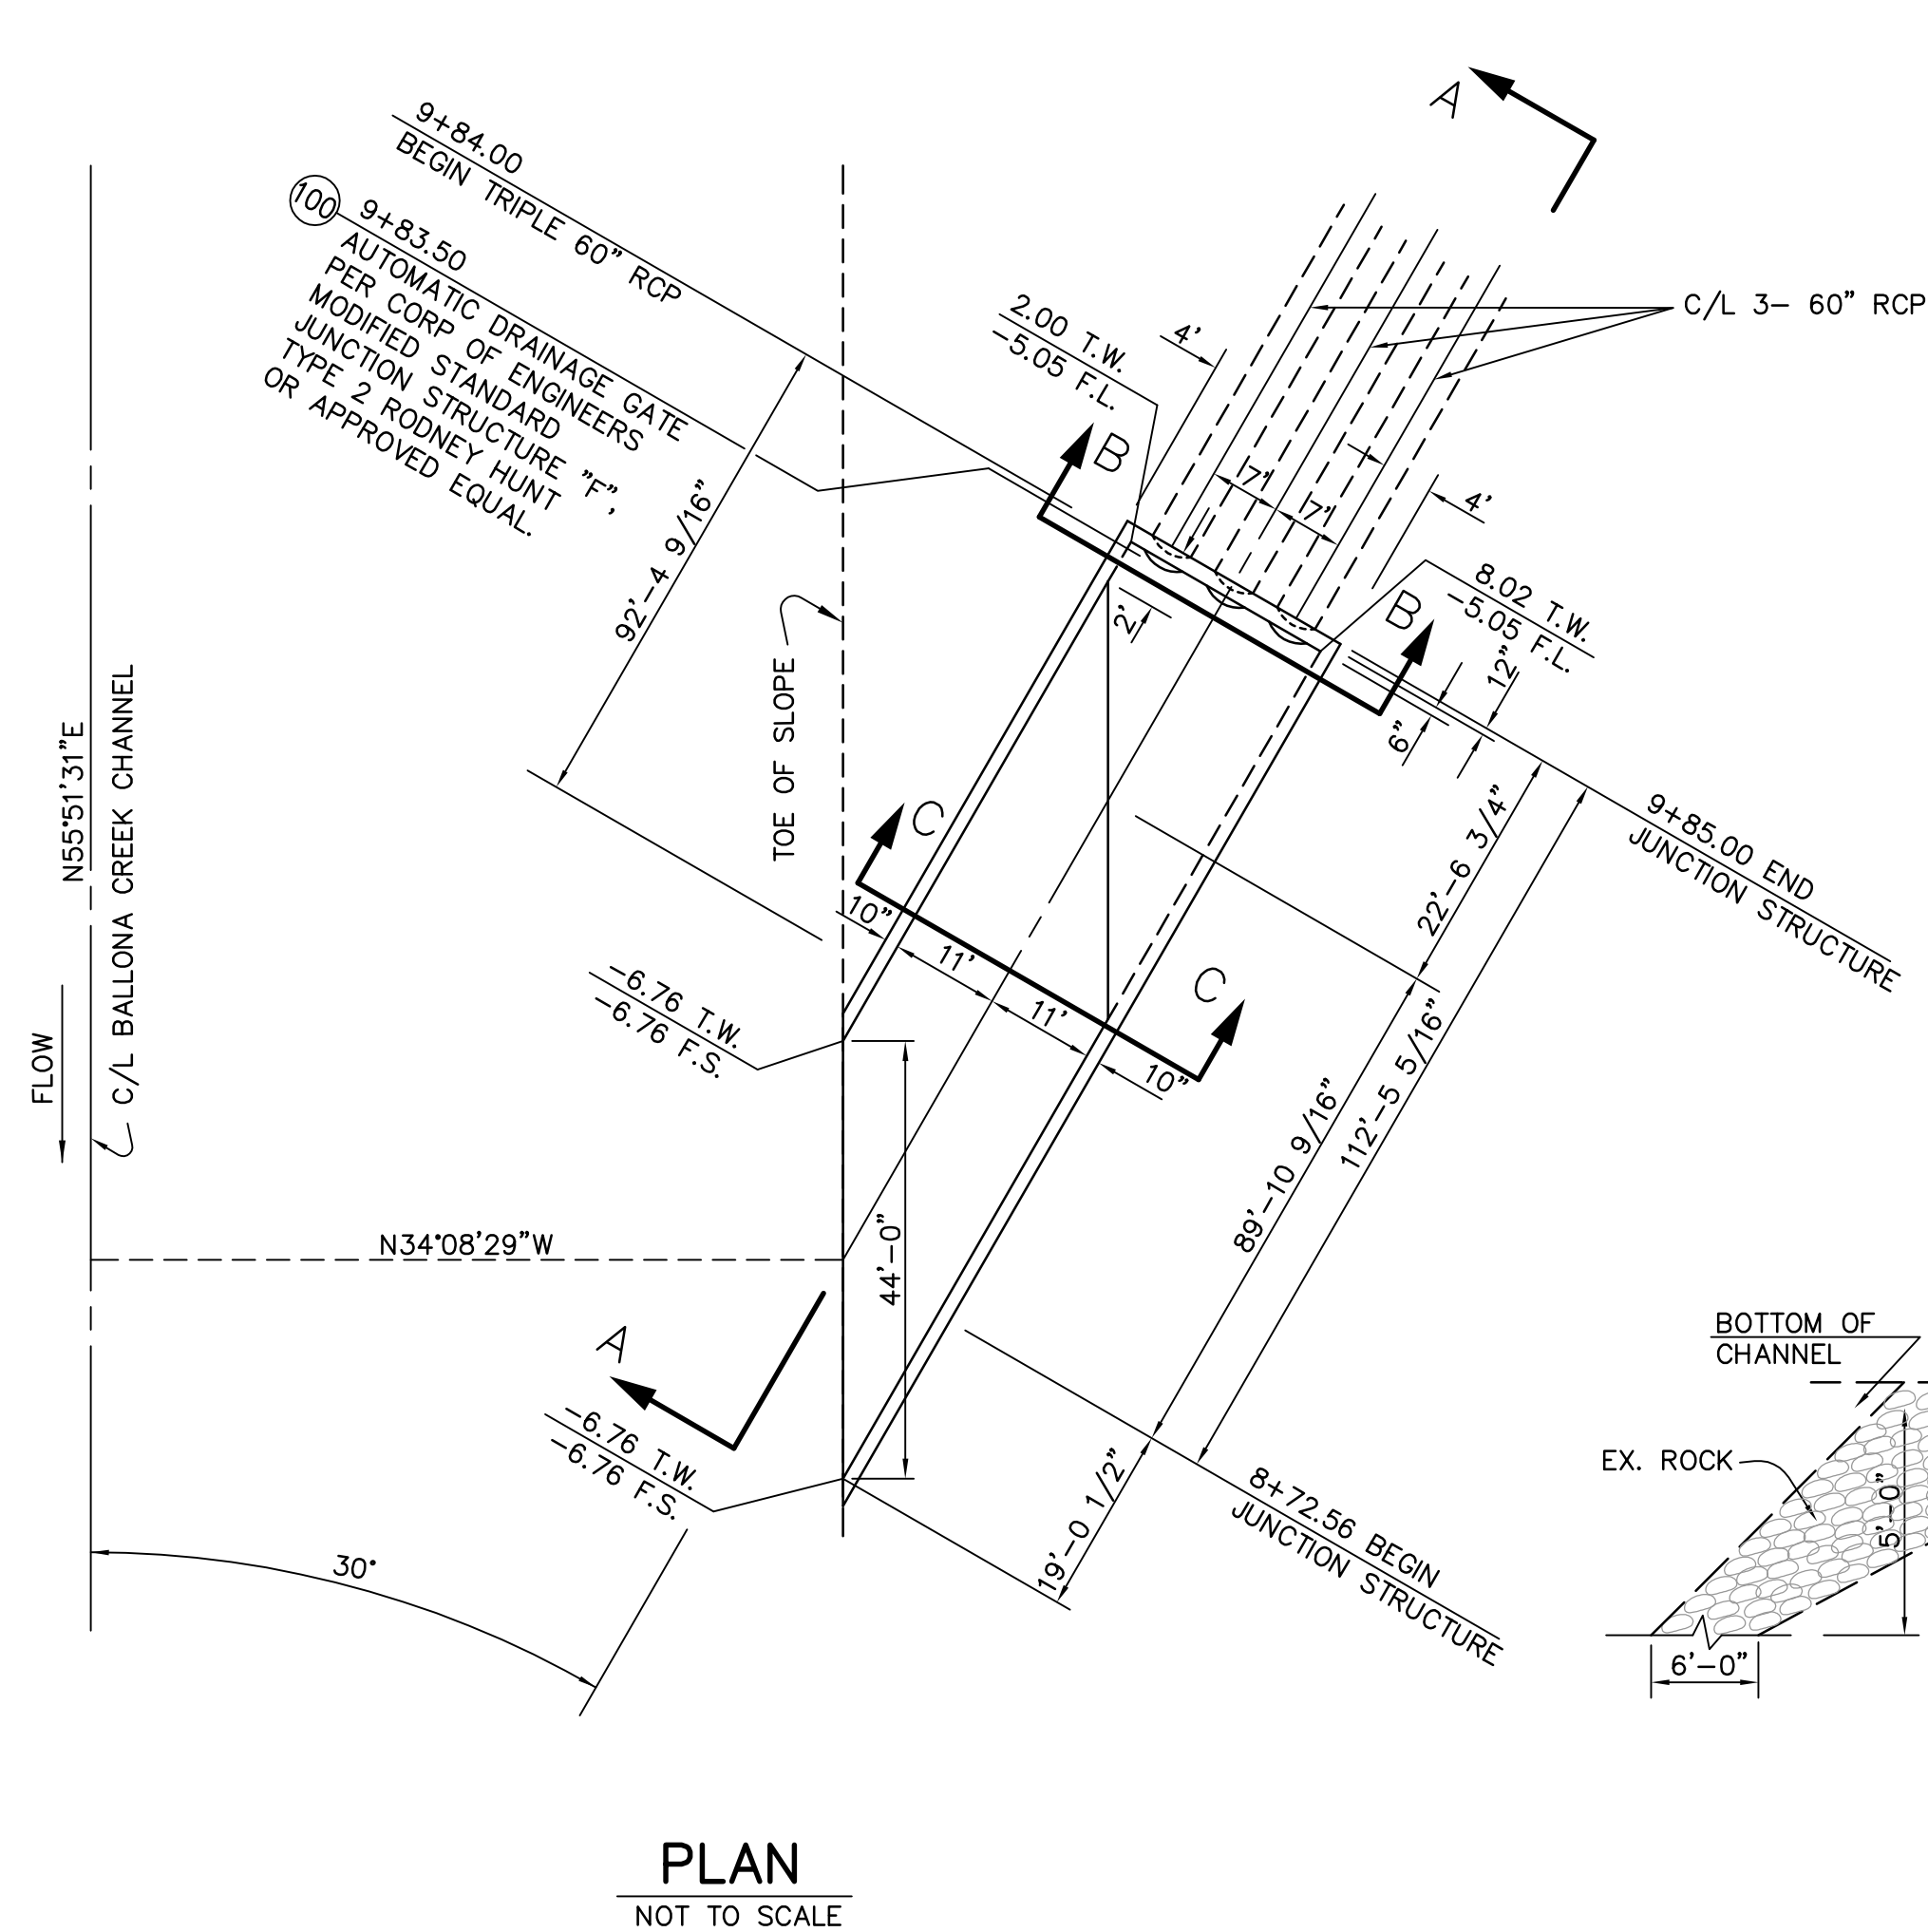 A
9+84.00
BEGIN TRIPLE 60" RCP
100
9+83.50
AUTOMATIC DRAINAGE GATE
PER CORP OF ENGINEERS
MODIFIED STANDARD
JUNCTION STRUCTURE "F",
TYPE 2 RODNEY HUNT
OR APPROVED EQUAL.
2.00 T.W.
-5.05 F.L.
4'
C/L 3- 60" RCP
B
7'
7'
4'
92'-4 9/16"
8.02 T.W.
-5.05 F.L.
2'
B
12"
6"
TOE OF SLOPE
N55°51'31"E
C/L BALLONA CREEK CHANNEL
FLOW
C
10"
11'
11'
10"
C
22'-6 3/4"
9+85.00 END
JUNCTION STRUCTURE
-6.76 T.W.
-6.76 F.S.
89'-10 9/16"
112'-5 5/16"
44'-0"
N34°08'29"W
A
-6.76 T.W.
-6.76 F.S.
19'-0 1/2"
8+72.56 BEGIN
JUNCTION STRUCTURE
30°
BOTTOM OF
CHANNEL
EX. ROCK
5'-0"
6'-0"
PLAN
NOT TO SCALE